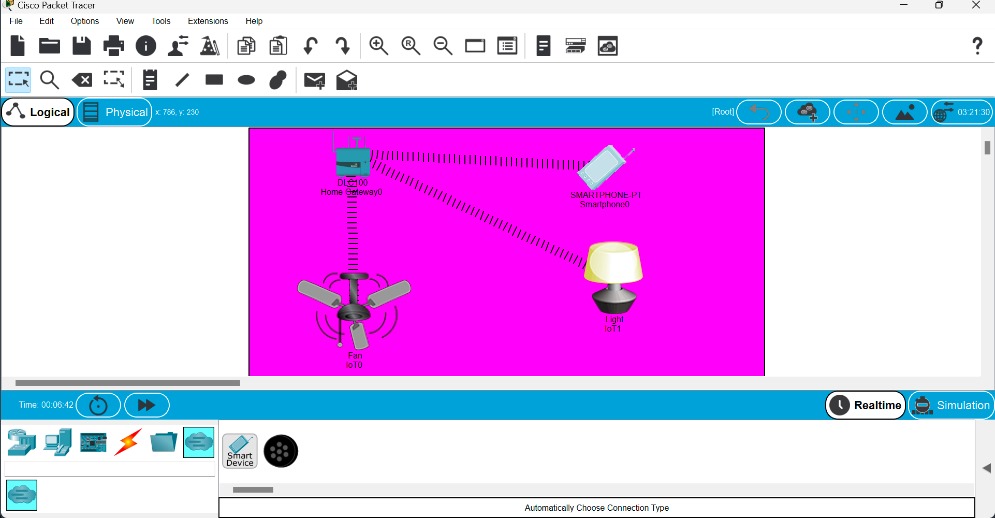 Cisco Packet Tracer
File Edit Options View Tools Extensions Help
Logical Physical x: 786, y: 230 [Root] 03:21:30
DLC100
Home Gateway0
SMARTPHONE-PT
Smartphone0
Light
IoT1
Fan
IoT0
Time: 00:06:42 Realtime Simulation
Smart
Device
Automatically Choose Connection Type